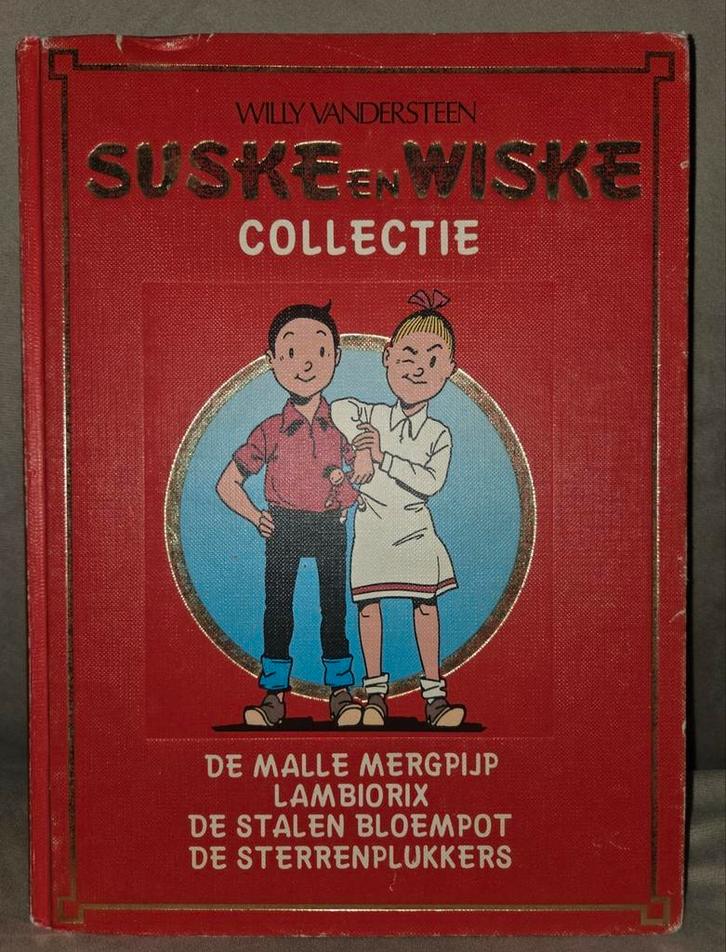 WILLY VANDERSTEEN
SUSKE EN WISKE
COLLECTIE
DE MALLE MERGPIJP
LAMBIORIX
DE STALEN BLOEMPOT
DE STERRENPLUKKERS